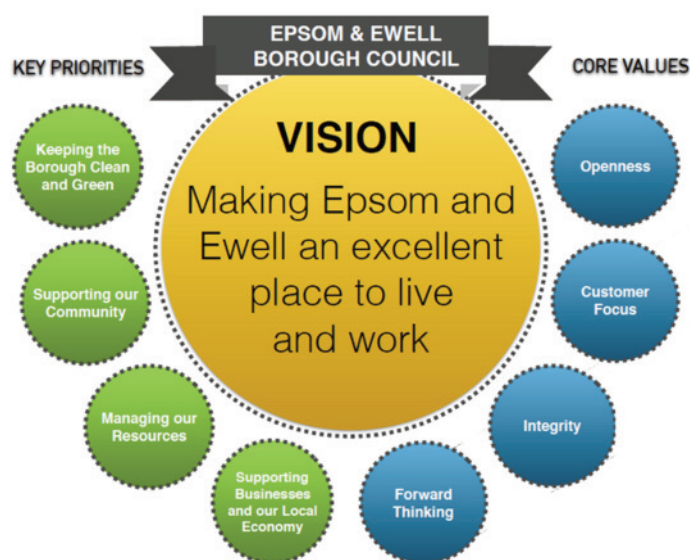 EPSOM & EWELL
BOROUGH COUNCIL
KEY PRIORITIES
CORE VALUES
VISION
Making Epsom and
Ewell an excellent
place to live
and work
Keeping the
Borough Clean
and Green
Supporting our
Community
Managing our
Resources
Supporting
Businesses
and our Local
Economy
Openness
Customer
Focus
Integrity
Forward
Thinking